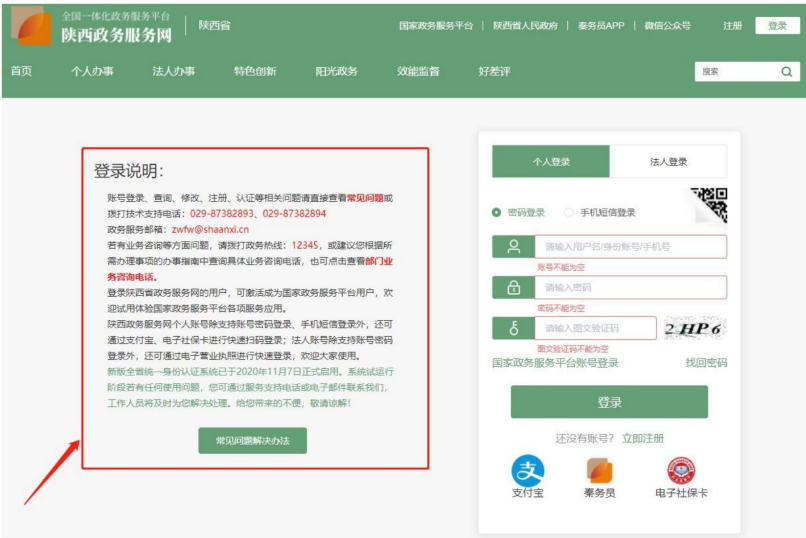 全国一体化政务服务平台
陕西政务服务网
陕西省
国家政务服务平台 | 陕西省人民政府 | 秦务员APP | 微信公众号
注册
登录
首页
个人办事
法人办事
特色创新
阳光政务
效能监督
好差评
搜索
登录说明：
账号登录、查询、修改、注册、认证等相关问题请直接查看常见问题或
拨打技术支持电话：029-87382893、029-87382894
政务服务邮箱：zwfw@shaanxi.cn
若有业务咨询等方面问题，请拨打政务热线：12345，或建议您根据所
需办理事项的办事指南中查询具体业务咨询电话，也可点击查看部门业
务咨询电话。
登录陕西省政务服务网的用户，可激活成为国家政务服务平台用户，欢
迎试用体验国家政务服务平台各项服务应用。
陕西政务服务网个人账号除支持账号密码登录、手机短信登录外，还可
通过支付宝、电子社保卡进行快速扫码登录；法人账号除支持账号密码
登录外，还可通过电子营业执照进行快速登录，欢迎大家使用。
新版全省统一身份认证系统已于2020年11月7日正式启用。系统试运行
阶段若有任何使用问题，您可通过服务支持电话或电子邮件联系我们，
工作人员将及时为您解决处理。给您带来的不便，敬请谅解！
常见问题解决办法
个人登录
法人登录
密码登录
手机短信登录
请输入用户名/身份账号/手机号
账号不能为空
请输入密码
密码不能为空
请输入图文验证码
2HP6
图文验证码不能为空
国家政务服务平台账号登录
找回密码
登录
还没有账号？ 立即注册
支付宝
秦务员
电子社保卡